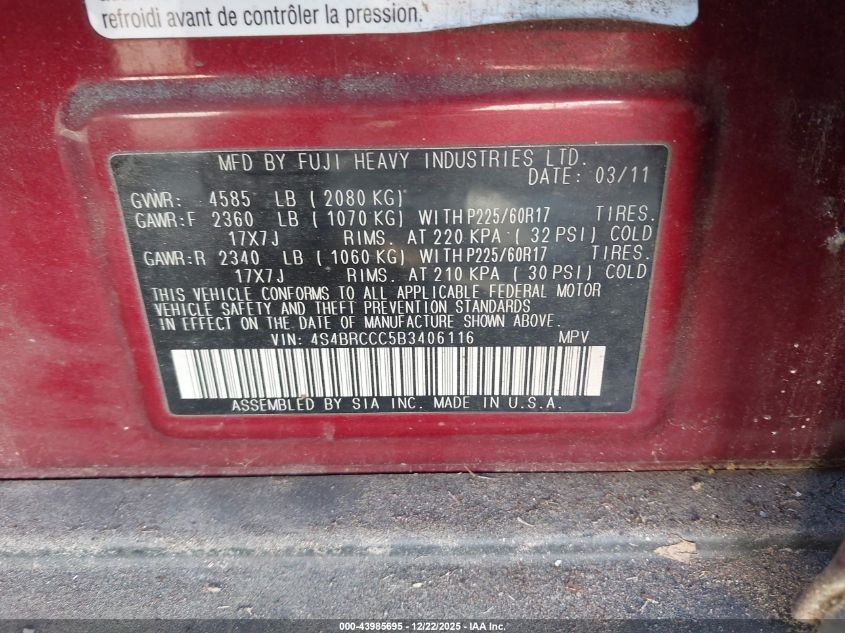 refroidi avant de contrôler la pression.
MFD BY FUJI HEAVY INDUSTRIES LTD.
DATE: 03/11
GVWR: 4585 LB ( 2080 KG)
GAWR:F 2360 LB ( 1070 KG) WITH P225/60R17 TIRES.
17X7J RIMS. AT 220 KPA ( 32 PSI) COLD
GAWR:R 2340 LB ( 1060 KG) WITH P225/60R17 TIRES.
17X7J RIMS. AT 210 KPA ( 30 PSI) COLD
THIS VEHICLE CONFORMS TO ALL APPLICABLE FEDERAL MOTOR
VEHICLE SAFETY AND THEFT PREVENTION STANDARDS
IN EFFECT ON THE DATE OF MANUFACTURE SHOWN ABOVE.
VIN: 4S4BRCCC5B3406116 MPV
ASSEMBLED BY SIA INC. MADE IN U.S.A.
000-43985695 - 12/22/2025 - IAA Inc.